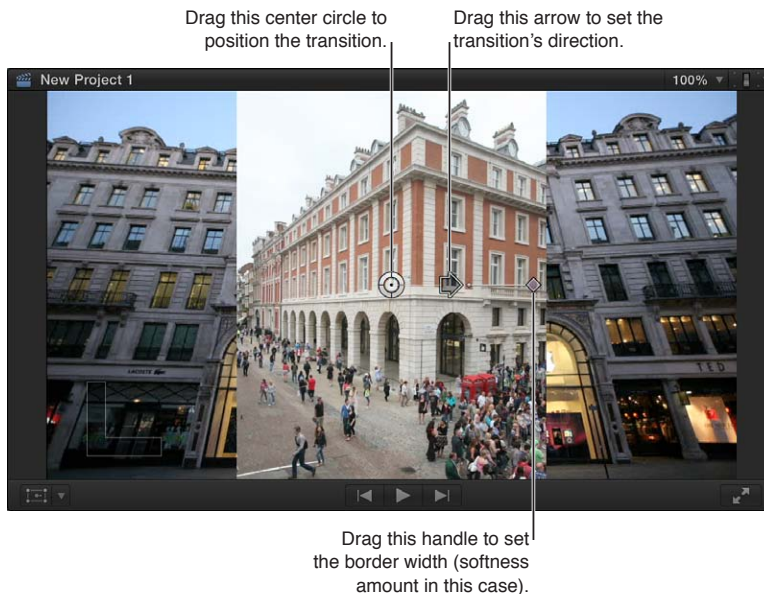 Drag this center circle to
position the transition.
Drag this arrow to set the
transition's direction.
New Project 1
100%
LACOSTE
TED
Drag this handle to set
the border width (softness
amount in this case).